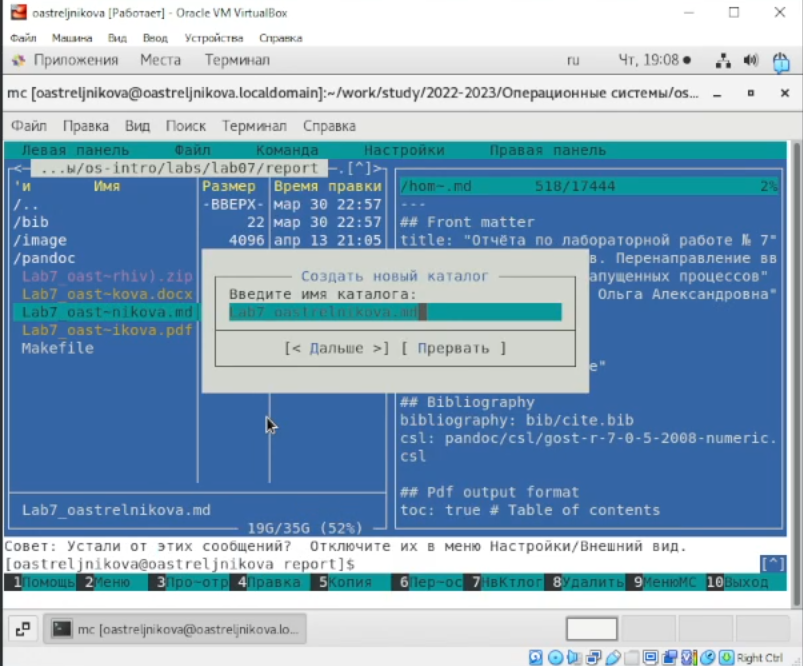 oastreljnikova [Работает] - Oracle VM VirtualBox
Файл Машина Вид Ввод Устройства Справка
Приложения Места Терминал ru Чт, 19:08
mc [oastreljnikova@oastreljnikova.localdomain]:~/work/study/2022-2023/Операционные системы/os...
Файл Правка Вид Поиск Терминал Справка
Левая панель Файл Команда Настройки Правая панель
<— ...ы/os-intro/labs/lab07/report —.[^]>
'и Имя Размер Время правки /hom~.md 518/17444 2%
/.. -ВВЕРХ- мар 30 22:57 ---
/bib 22 мар 30 22:57 ## Front matter
/image 4096 апр 13 21:05 title: "Отчёта по лабораторной работе № 7"
/pandoc в. Перенаправление вв
Lab7_oast~rhiv).zip Создать новый каталог апущенных процессов"
Lab7_oast~kova.docx Введите имя каталога: Ольга Александровна"
Lab7_oast~nikova.md Lab7_oastrelnikova.md
Lab7_oast~ikova.pdf
Makefile [< Дальше >] [ Прервать ]
е"
## Bibliography
bibliography: bib/cite.bib
csl: pandoc/csl/gost-r-7-0-5-2008-numeric.
csl
## Pdf output format
Lab7_oastrelnikova.md toc: true # Table of contents
19G/35G (52%)
Совет: Устали от этих сообщений? Отключите их в меню Настройки/Внешний вид.
[oastreljnikova@oastreljnikova report]$ [^]
1Помощь 2Меню 3Про~отр 4Правка 5Копия 6Пер~ос 7НвКтлог 8Удалить 9МенюМС 10Выход
mc [oastreljnikova@oastreljnikova.lo...
Right Ctrl